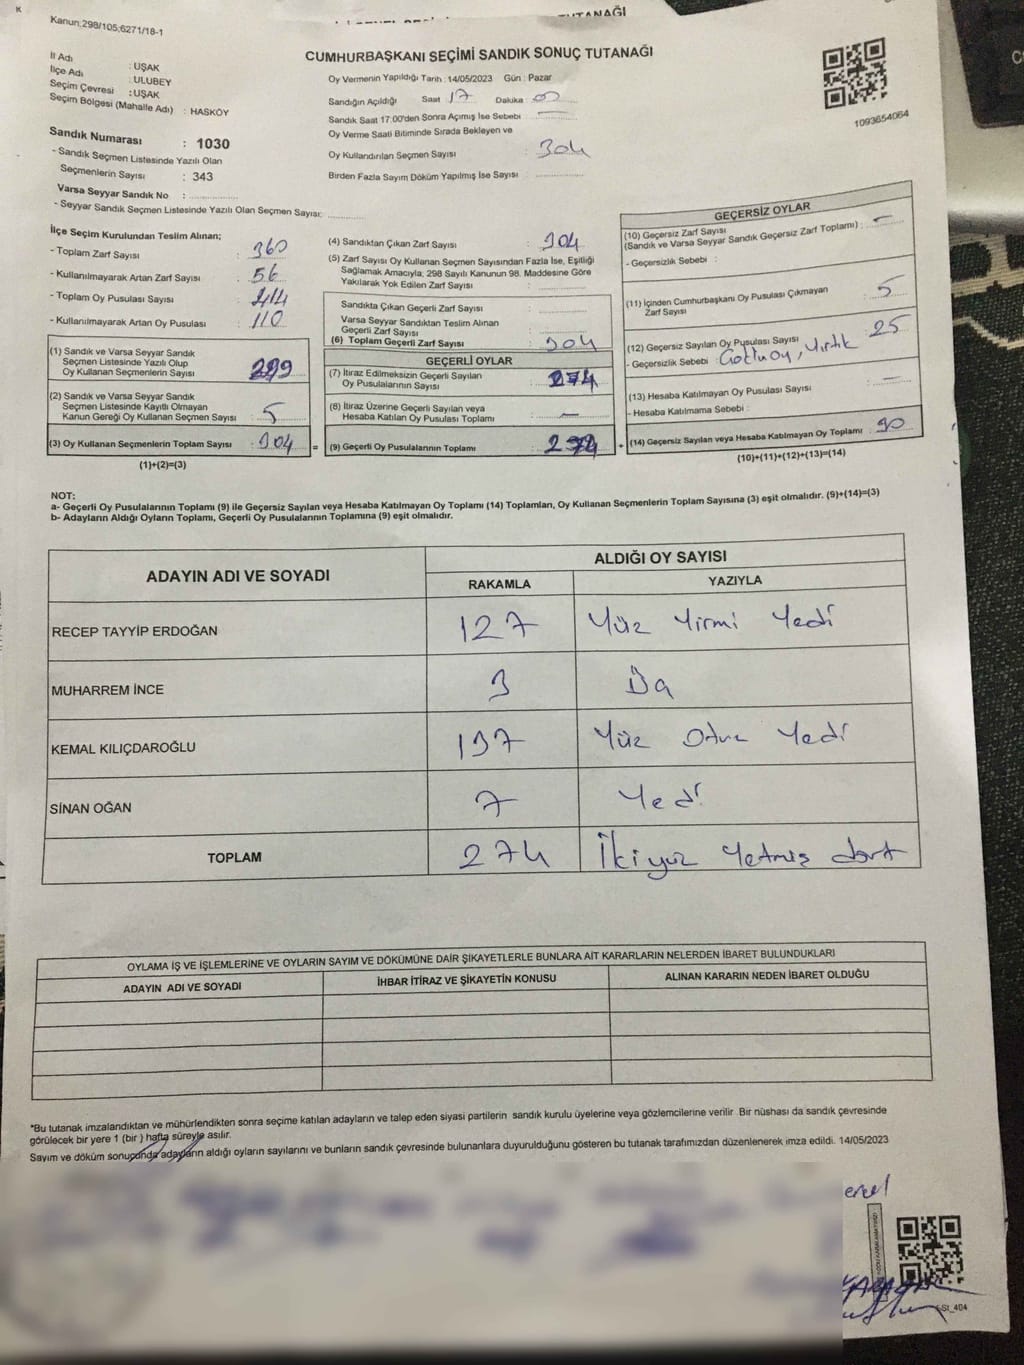 Kanun;298/105;6271/18-1
TUTANAĞI
CUMHURBAŞKANI SEÇİMİ SANDIK SONUÇ TUTANAĞI
İl Adı : UŞAK
İlçe Adı : ULUBEY
Seçim Çevresi : UŞAK
Seçim Bölgesi (Mahalle Adı) : HASKÖY
Sandık Numarası : 1030
- Sandık Seçmen Listesinde Yazılı Olan
Seçmenlerin Sayısı : 343
Varsa Seyyar Sandık No :
- Seyyar Sandık Seçmen Listesinde Yazılı Olan Seçmen Sayısı:
Oy Vermenin Yapıldığı Tarih : 14/05/2023 Gün : Pazar
Sandığın Açıldığı Saat 17 Dakika 00
Sandık Saat 17:00'den Sonra Açımış İse Sebebi —
Oy Verme Saati Bitiminde Sırada Bekleyen ve
Oy Kullandırılan Seçmen Sayısı : 304
Birden Fazla Sayım Döküm Yapılmış İse Sayısı :
1093654064
İlçe Seçim Kurulundan Teslim Alınan;
- Toplam Zarf Sayısı : 360
- Kullanılmayarak Artan Zarf Sayısı : 56
- Toplam Oy Pusulası Sayısı : 414
- Kullanılmayarak Artan Oy Pusulası : 110
(1) Sandık ve Varsa Seyyar Sandık
Seçmen Listesinde Yazılı Olup
Oy Kullanan Seçmenlerin Sayısı : 299
(2) Sandık ve Varsa Seyyar Sandık
Seçmen Listesinde Kayıtlı Olmayan
Kanun Gereği Oy Kullanan Seçmen Sayısı : 5
(3) Oy Kullanan Seçmenlerin Toplam Sayısı : 304 =
(1)+(2)=(3)
(4) Sandıktan Çıkan Zarf Sayısı : 304
(5) Zarf Sayısı Oy Kullanan Seçmen Sayısından Fazla İse, Eşitliği
Sağlamak Amacıyla, 298 Sayılı Kanunun 98. Maddesine Göre
Yakılarak Yok Edilen Zarf Sayısı :
Sandıkta Çıkan Geçerli Zarf Sayısı :
Varsa Seyyar Sandıktan Teslim Alınan
Geçerli Zarf Sayısı :
(6) Toplam Geçerli Zarf Sayısı : 304
GEÇERLİ OYLAR
(7) İtiraz Edilmeksizin Geçerli Sayılan
Oy Pusulalarının Sayısı : 274
(8) İtiraz Üzerine Geçerli Sayılan veya
Hesaba Katılan Oy Pusulaları Toplamı : —
(9) Geçerli Oy Pusulalarının Toplamı : 274 +
GEÇERSİZ OYLAR
(10) Geçersiz Zarf Sayısı
(Sandık ve Varsa Seyyar Sandık Geçersiz Zarf Toplamı) : —
- Geçersizlik Sebebi :
(11) İçinden Cumhurbaşkanı Oy Pusulası Çıkmayan
Zarf Sayısı : 5
(12) Geçersiz Sayılan Oy Pusulası Sayısı : 25
- Geçersizlik Sebebi : Yırtık
(13) Hesaba Katılmayan Oy Pusulası Sayısı : —
- Hesaba Katılmama Sebebi :
(14) Geçersiz Sayılan veya Hesaba Katılmayan Oy Toplamı : 30
(10)+(11)+(12)+(13)=(14)
NOT:
a- Geçerli Oy Pusulalarının Toplamı (9) ile Geçersiz Sayılan veya Hesaba Katılmayan Oy Toplamı (14) Toplamları, Oy Kullanan Seçmenlerin Toplam Sayısına (3) eşit olmalıdır. (9)+(14)=(3)
b- Adayların Aldığı Oyların Toplamı, Geçerli Oy Pusulalarının Toplamına (9) eşit olmalıdır.
ADAYIN ADI VE SOYADI ALDIĞI OY SAYISI
RAKAMLA YAZIYLA
RECEP TAYYİP ERDOĞAN 127 Yüz Yirmi Yedi
MUHARREM İNCE 3 Üç
KEMAL KILIÇDAROĞLU 137 Yüz Otuz Yedi
SİNAN OĞAN 7 Yedi
TOPLAM 274 İkiyüz Yetmiş dört
OYLAMA İŞ VE İŞLEMLERİNE VE OYLARIN SAYIM VE DÖKÜMÜNE DAİR ŞİKAYETLERLE BUNLARA AİT KARARLARIN NELERDEN İBARET BULUNDUKLARI
ADAYIN ADI VE SOYADI İHBAR İTİRAZ VE ŞİKAYETİN KONUSU ALINAN KARARIN NEDEN İBARET OLDUĞU
*Bu tutanak imzalandıktan ve mühürlendikten sonra seçime katılan adayların ve talep eden siyasi partilerin sandık kurulu üyelerine veya gözlemcilerine verilir. Bir nüshası da sandık çevresinde
görülecek bir yere 1 (bir) hafta süreyle asılır.
Sayım ve döküm sonucunda adayların aldığı oyların sayılarını ve bunların sandık çevresinde bulunanlara duyurulduğunu gösteren bu tutanak tarafımızdan düzenlenerek imza edildi. 14/05/2023